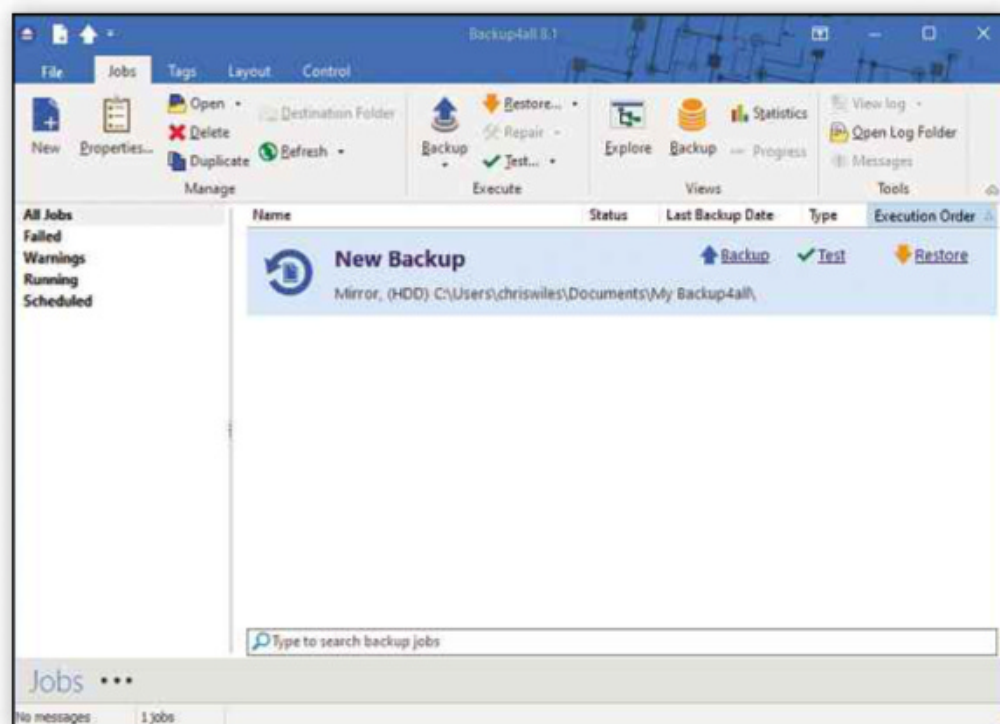 Backup4all 8.1
File Jobs Tags Layout Control
New
Properties...
Open
Delete
Duplicate
Destination Folder
Refresh
Manage
Backup
Restore...
Repair
Test...
Execute
Explore
Backup
Statistics
Progress
Views
View log
Open Log Folder
Messages
Tools
All Jobs
Failed
Warnings
Running
Scheduled
Name Status Last Backup Date Type Execution Order
New Backup
Backup Test Restore
Mirror, (HDD) C:\Users\chriswiles\Documents\My Backup4all\
Type to search backup jobs
Jobs •••
No messages 1 jobs